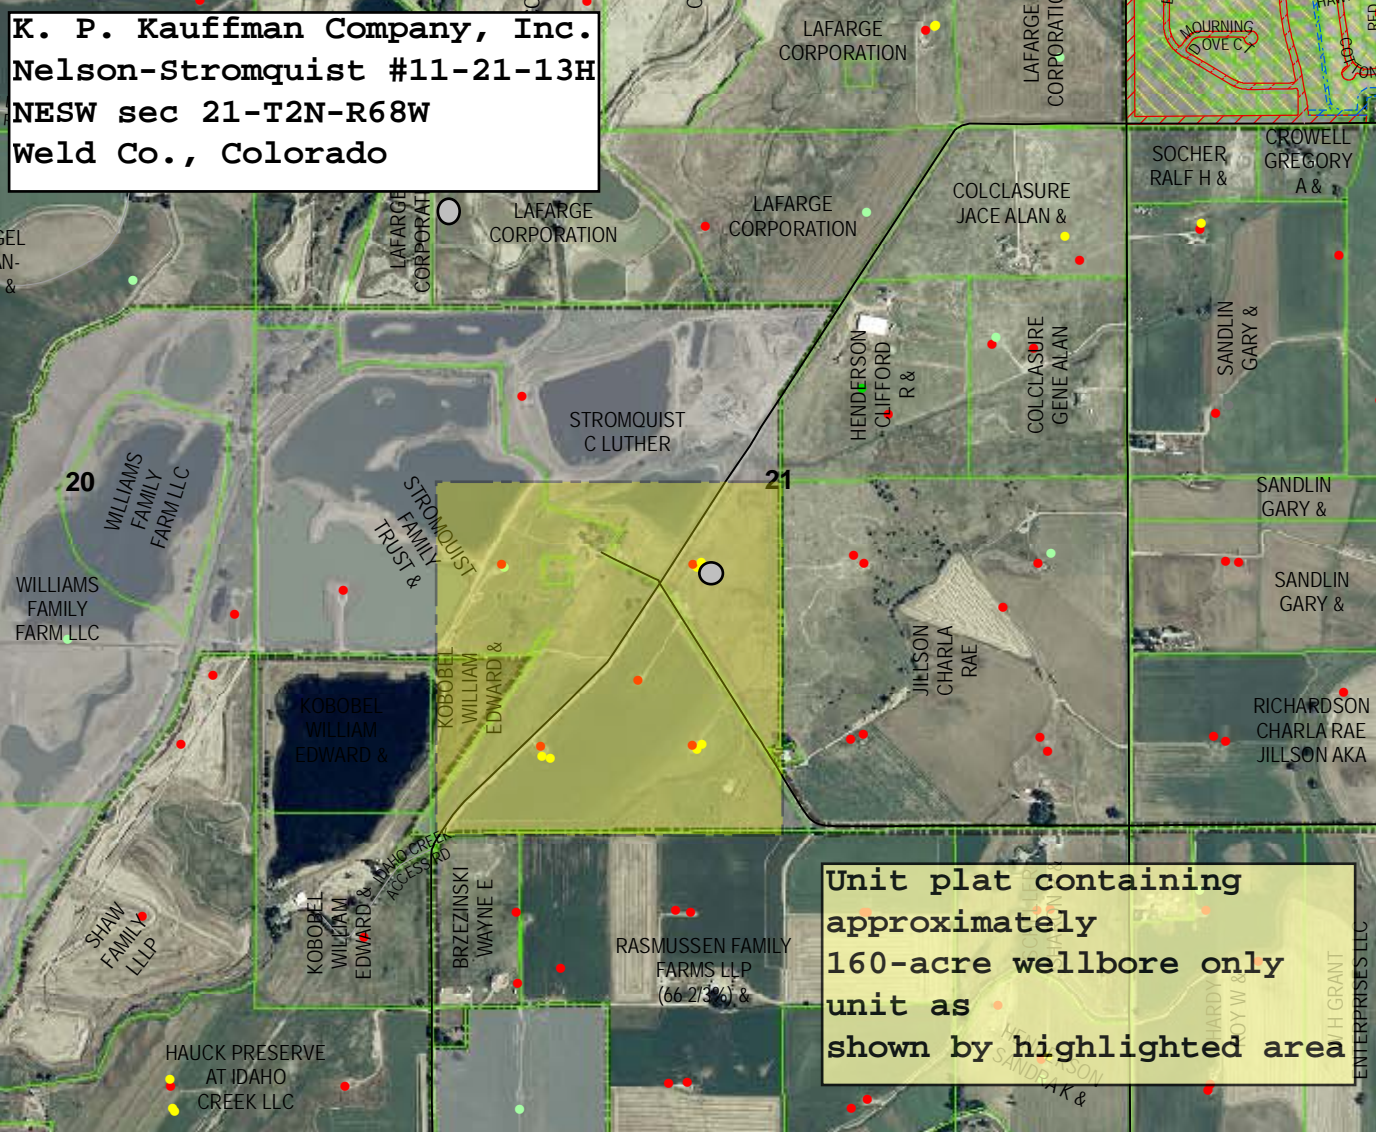 K. P. Kauffman Company, Inc.
Nelson-Stromquist #11-21-13H
NESW sec 21-T2N-R68W
Weld Co., Colorado
LAFARGE
CORPORATION
LAFARGE
MOURNING
DOVE CT
SOCHER
RALF H &
CROWELL
GREGORY
A &
COLCLASURE
JACE ALAN &
LAFARGE
CORPORATION
LAFARGE
CORPORATION
LAFARGE
CORPORAT
SANDLIN
GARY &
HENDERSON
CLIFFORD
R &
COLCLASURE
GENE ALAN
STROMQUIST
C LUTHER
20
21
WILLIAMS
FAMILY
FARM LLC
STROMQUIST
FAMILY
TRUST &
SANDLIN
GARY &
WILLIAMS
FAMILY
FARM LLC
SANDLIN
GARY &
JILLSON
CHARLA
RAE
KOBOBEL
WILLIAM
EDWARD &
KOBOBEL
WILLIAM
EDWARD &
RICHARDSON
CHARLA RAE
JILLSON AKA
IDAHO CREEK
ACCESS RD
SHAW
FAMILY
LLLP
KOBOBEL
WILLIAM
EDWARD &
BRZEZINSKI
WAYNE E
RASMUSSEN FAMILY
FARMS LLP
(66 2/3%) &
Unit plat containing
approximately
160-acre wellbore only
unit as
shown by highlighted area
HENDERSON
SANDRA K &
HARDY
ROY W &
W H GRANT
ENTERPRISES LLC
HAUCK PRESERVE
AT IDAHO
CREEK LLC